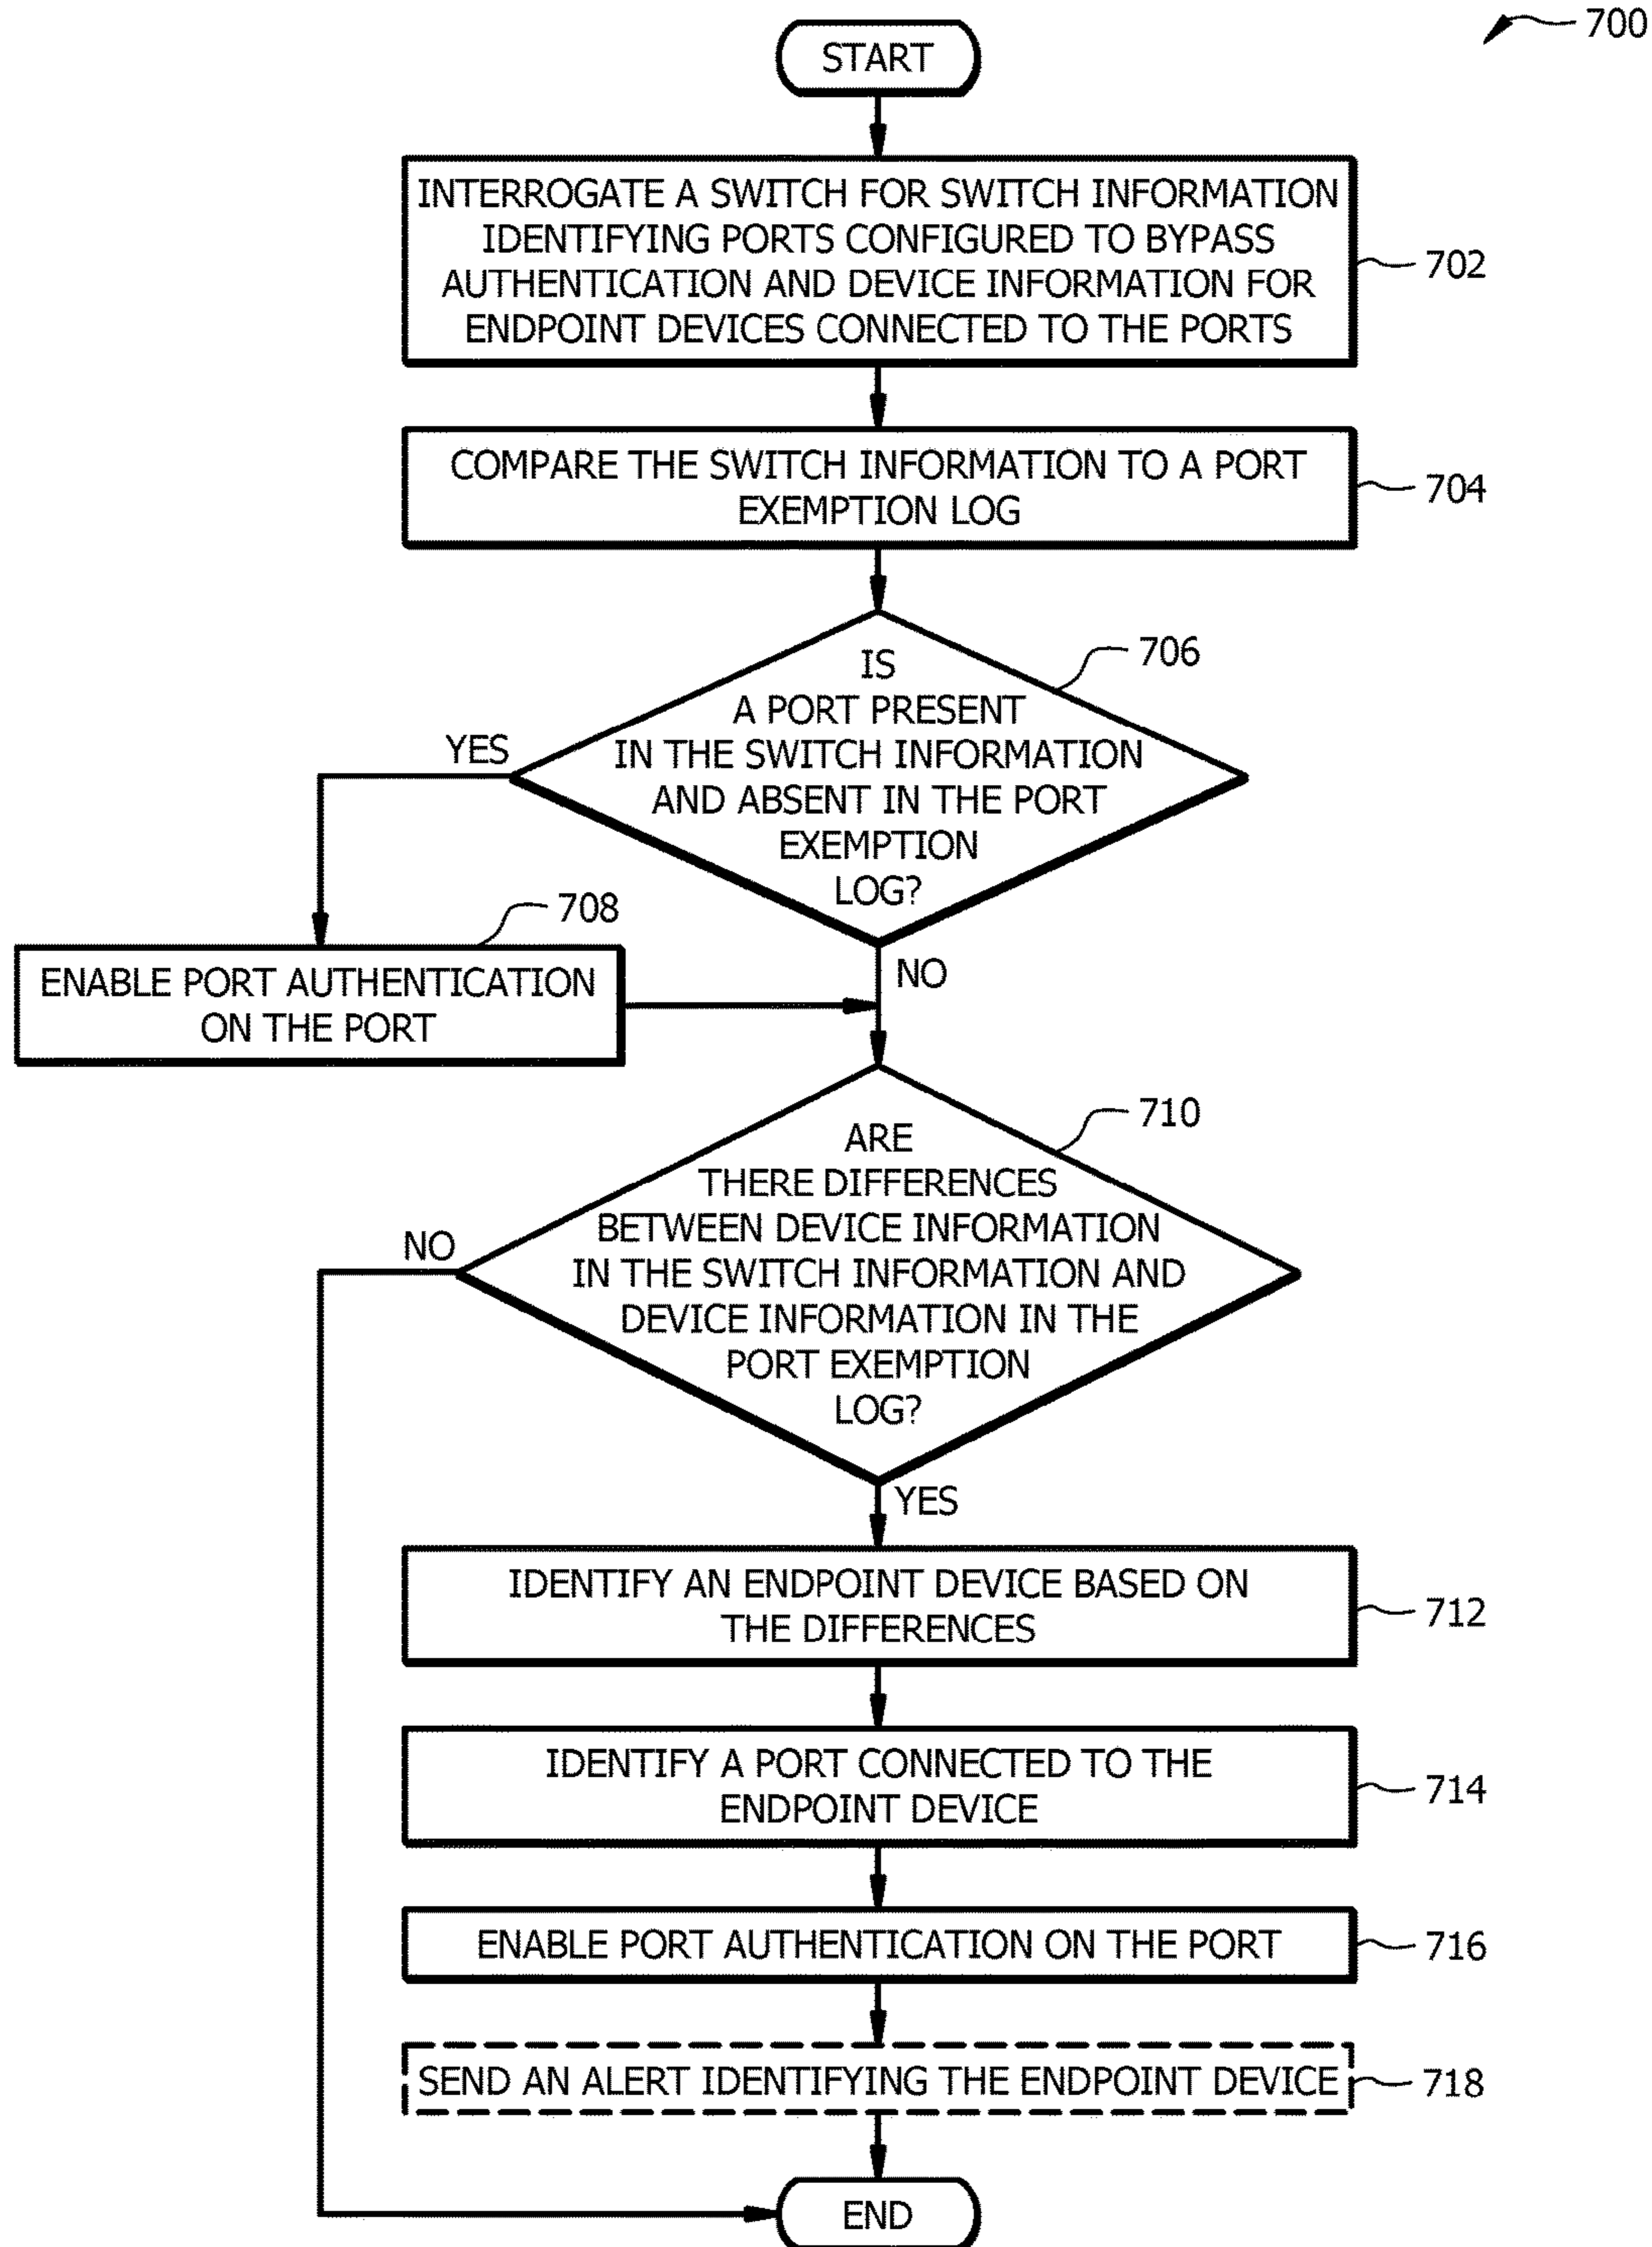 700
START
INTERROGATE A SWITCH FOR SWITCH INFORMATION
IDENTIFYING PORTS CONFIGURED TO BYPASS
AUTHENTICATION AND DEVICE INFORMATION FOR
ENDPOINT DEVICES CONNECTED TO THE PORTS
702
COMPARE THE SWITCH INFORMATION TO A PORT
EXEMPTION LOG
704
IS
A PORT PRESENT
IN THE SWITCH INFORMATION
AND ABSENT IN THE PORT
EXEMPTION
LOG?
706
YES
NO
708
ENABLE PORT AUTHENTICATION
ON THE PORT
ARE
THERE DIFFERENCES
BETWEEN DEVICE INFORMATION
IN THE SWITCH INFORMATION AND
DEVICE INFORMATION IN THE
PORT EXEMPTION
LOG?
710
NO
YES
IDENTIFY AN ENDPOINT DEVICE BASED ON
THE DIFFERENCES
712
IDENTIFY A PORT CONNECTED TO THE
ENDPOINT DEVICE
714
ENABLE PORT AUTHENTICATION ON THE PORT
716
SEND AN ALERT IDENTIFYING THE ENDPOINT DEVICE
718
END